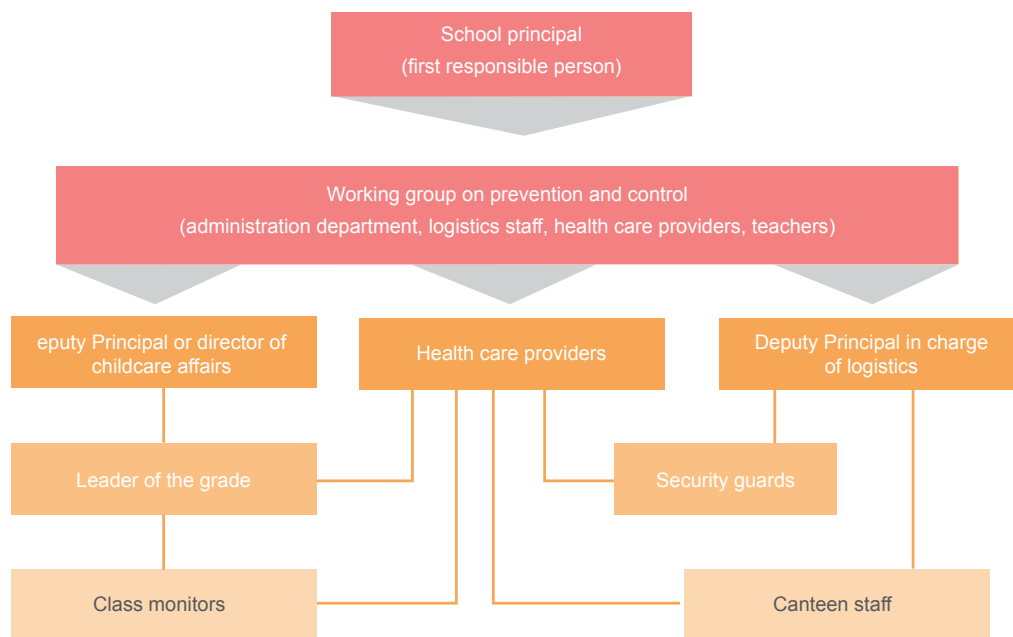 School principal
(first responsible person)
Working group on prevention and control
(administration department, logistics staff, health care providers, teachers)
eputy Principal or director of
childcare affairs
Health care providers
Deputy Principal in charge
of logistics
Leader of the grade
Security guards
Class monitors
Canteen staff